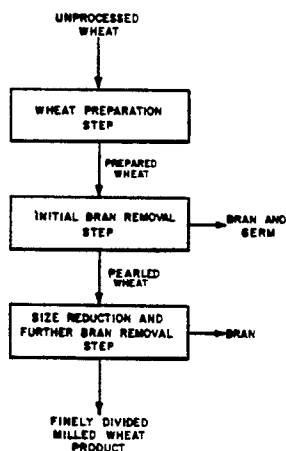 UNPROCESSED
WHEAT
WHEAT PREPARATION
STEP
PREPARED
WHEAT
INITIAL BRAN REMOVAL
STEP
BRAN AND
GERM
PEARLED
WHEAT
SIZE REDUCTION AND
FURTHER BRAN REMOVAL
STEP
BRAN
FINELY DIVIDED
MILLED WHEAT
PRODUCT